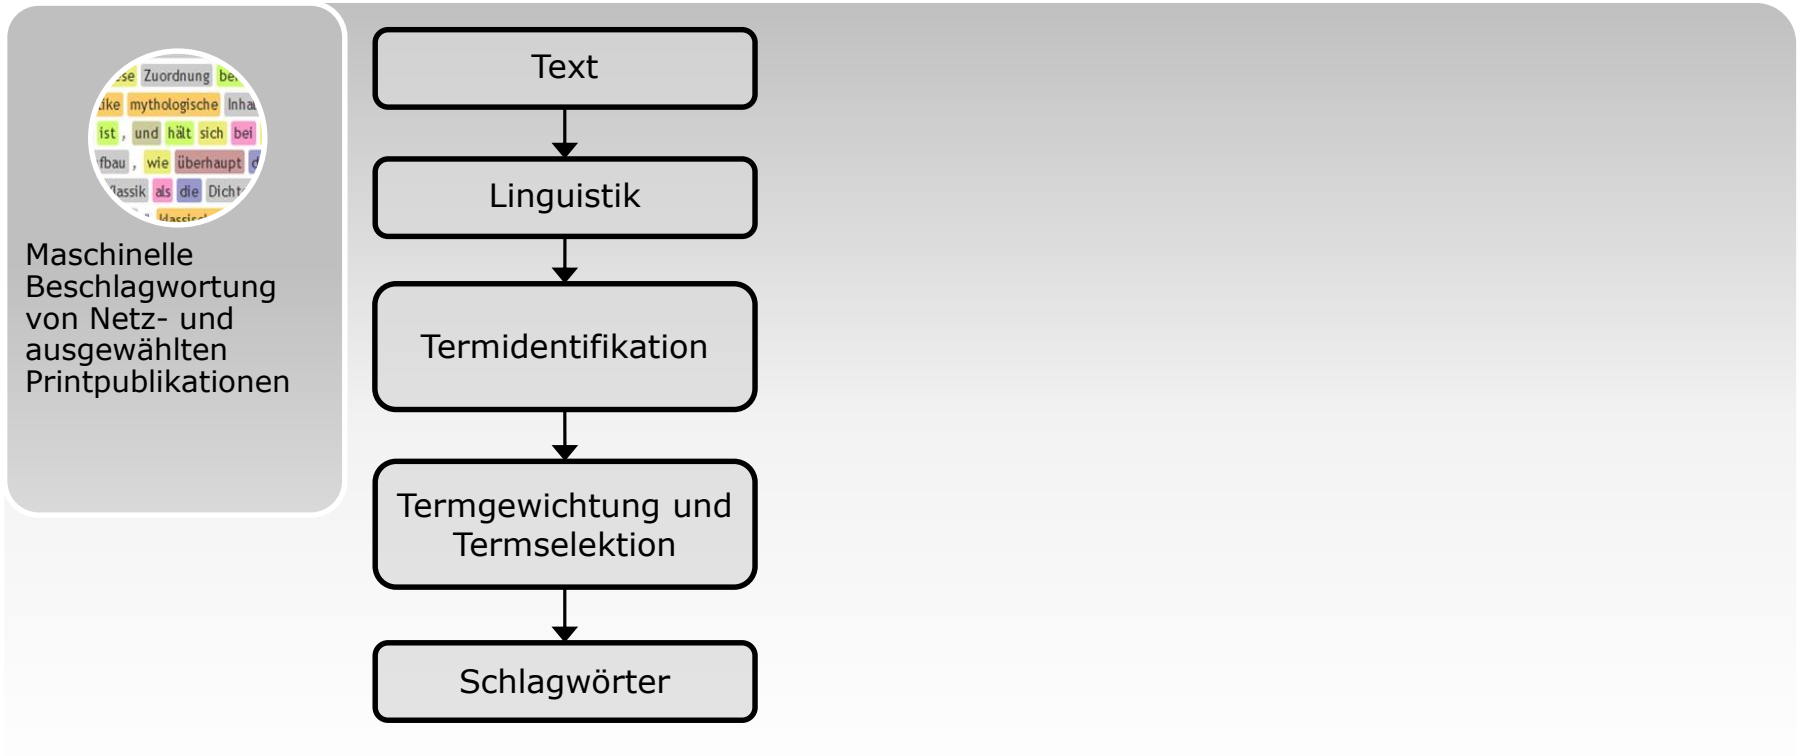 Zuordnung
mythologische
ist , und hält sich bei
, wie überhaupt
als die
Maschinelle
Beschlagwortung
von Netz- und
ausgewählten
Printpublikationen
Text
Linguistik
Termidentifikation
Termgewichtung und
Termselektion
Schlagwörter